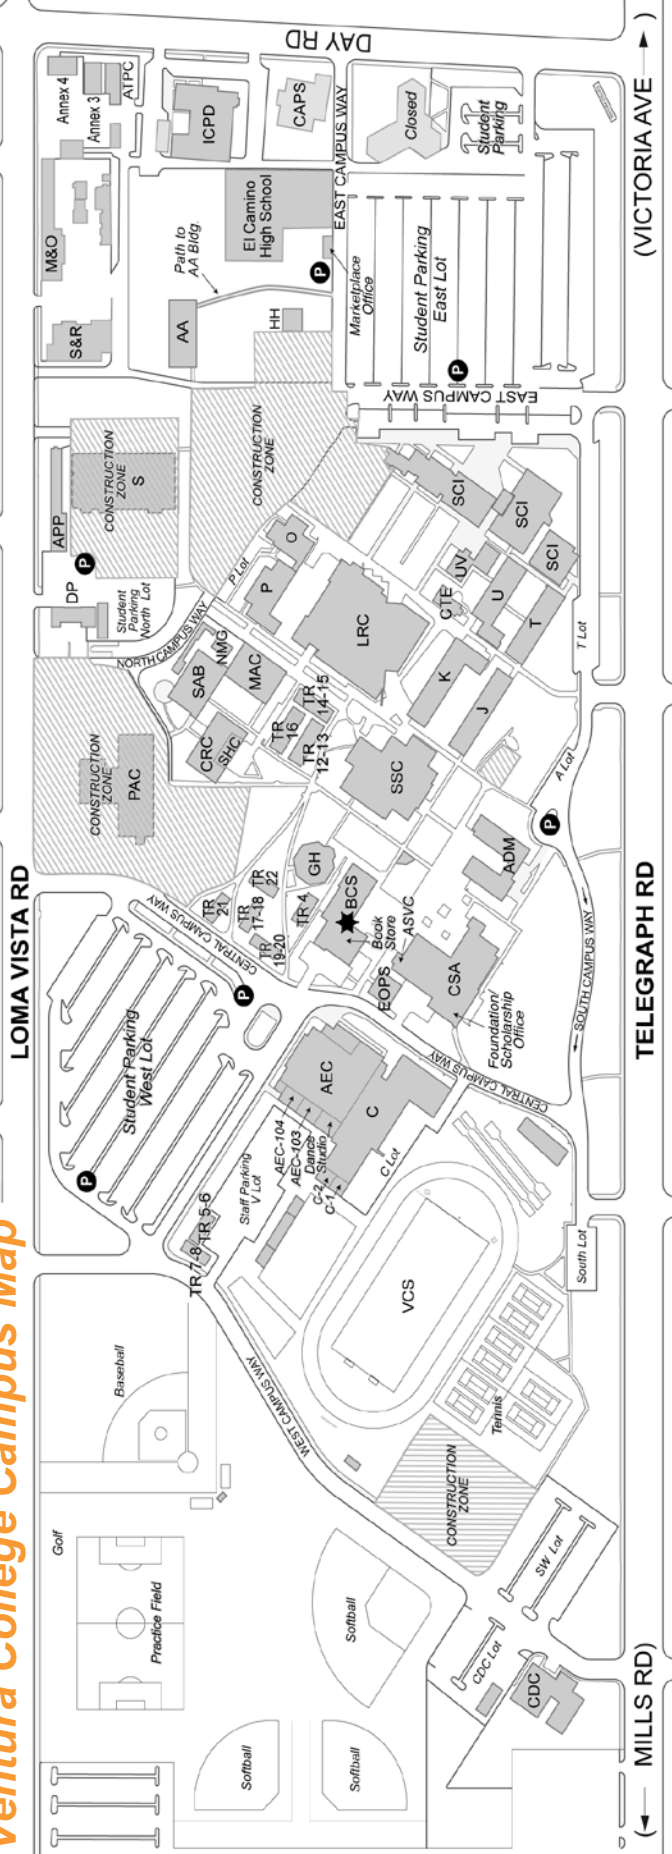 Ventura College Campus Map
LOMA VISTA RD
TELEGRAPH RD
DAY RD
(VICTORIA AVE
)
(
MILLS RD)
Annex 4
Annex 3
ATPC
ICPD
CAPS
Closed
Student
Parking
M&O
S&R
Path to
AA Bldg.
AA
HH
El Camino
High School
EAST CAMPUS WAY
P
Marketplace
Office
Student Parking
East Lot
P
EAST CAMPUS WAY
APP
CONSTRUCTION
ZONE
S
CONSTRUCTION
ZONE
P
DP
Student
Parking
North Lot
NORTH CAMPUS WAY
P Lot
O
P
LRC
SCI
SCI
SCI
UV
CTE
U
T
T Lot
K
J
NMG
SAB
MAC
CRC
SHC
TR
14-15
TR
16
TR
12-13
SSC
CONSTRUCTION
ZONE
PAC
A Lot
P
ADM
GH
BCS
Book
Store
ASVC
EOPS
CSA
Foundation/
Scholarship
Office
TR
22
TR
21
TR
17-18
TR 4
TR
19-20
CENTRAL CAMPUS WAY
P
SOUTH CAMPUS WAY
CENTRAL CAMPUS WAY
Student Parking
West Lot
P
AEC
C
AEC-104
AEC-103
Dance
Studio
C-2
C-1
C Lot
Staff Parking
V Lot
TR 5-6
TR 7-8
WEST CAMPUS WAY
VCS
South Lot
Tennis
CONSTRUCTION
ZONE
SW Lot
CDC Lot
CDC
Baseball
Golf
Practice Field
Softball
Softball
Softball